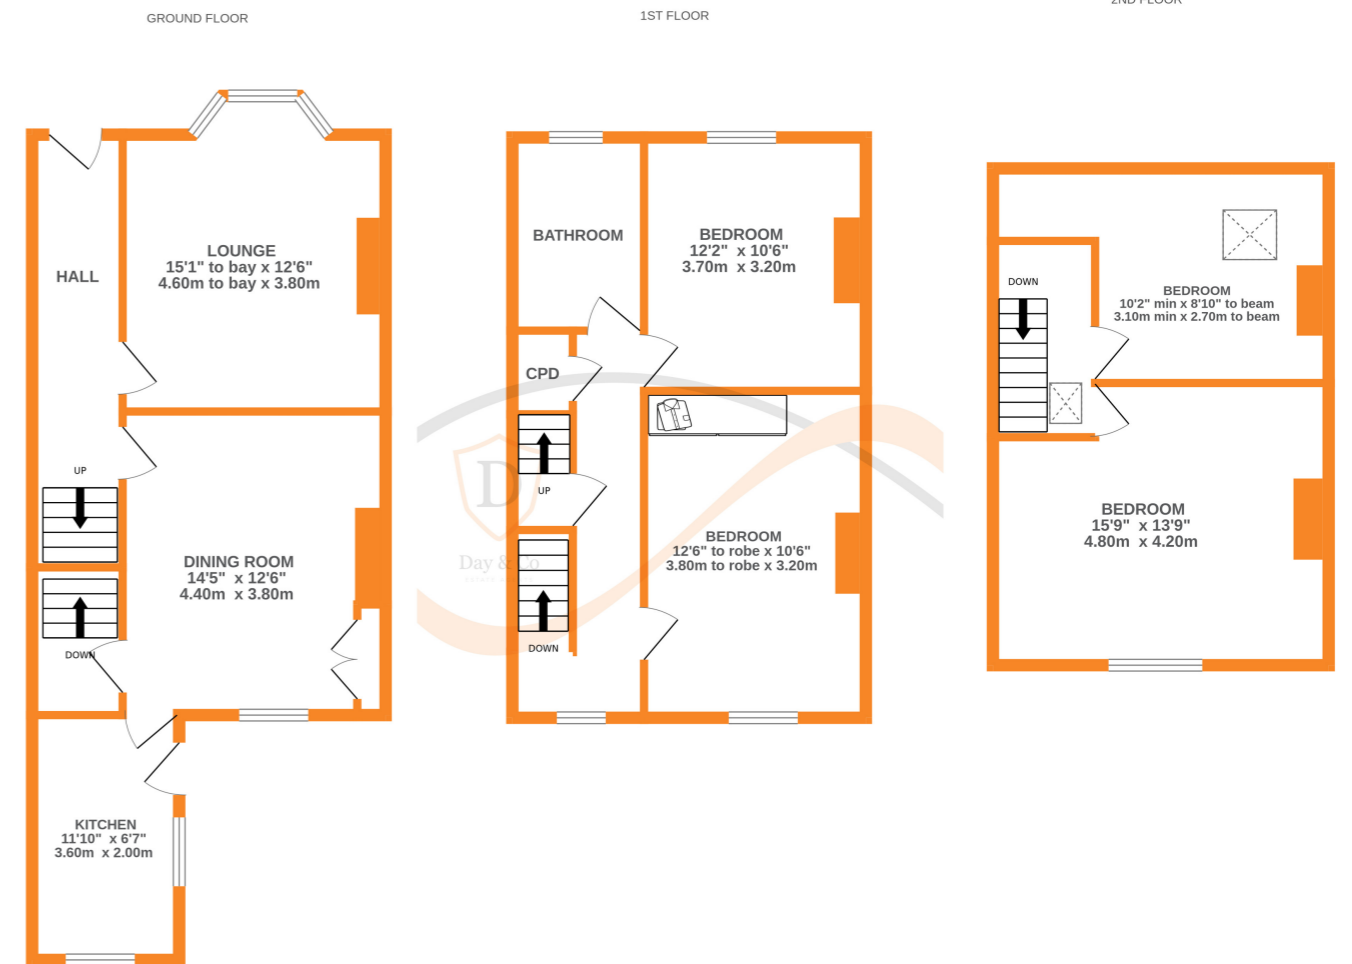 GROUND FLOOR
HALL
LOUNGE
15'1" to bay x 12'6"
4.60m to bay x 3.80m
UP
DINING ROOM
14'5" x 12'6"
4.40m x 3.80m
DOWN
KITCHEN
11'10" x 6'7"
3.60m x 2.00m
1ST FLOOR
BATHROOM
BEDROOM
12'2" x 10'6"
3.70m x 3.20m
CPD
UP
D
Day & Co
BEDROOM
12'6" to robe x 10'6"
3.80m to robe x 3.20m
DOWN
2ND FLOOR
DOWN
BEDROOM
10'2" min x 8'10" to beam
3.10m min x 2.70m to beam
BEDROOM
15'9" x 13'9"
4.80m x 4.20m